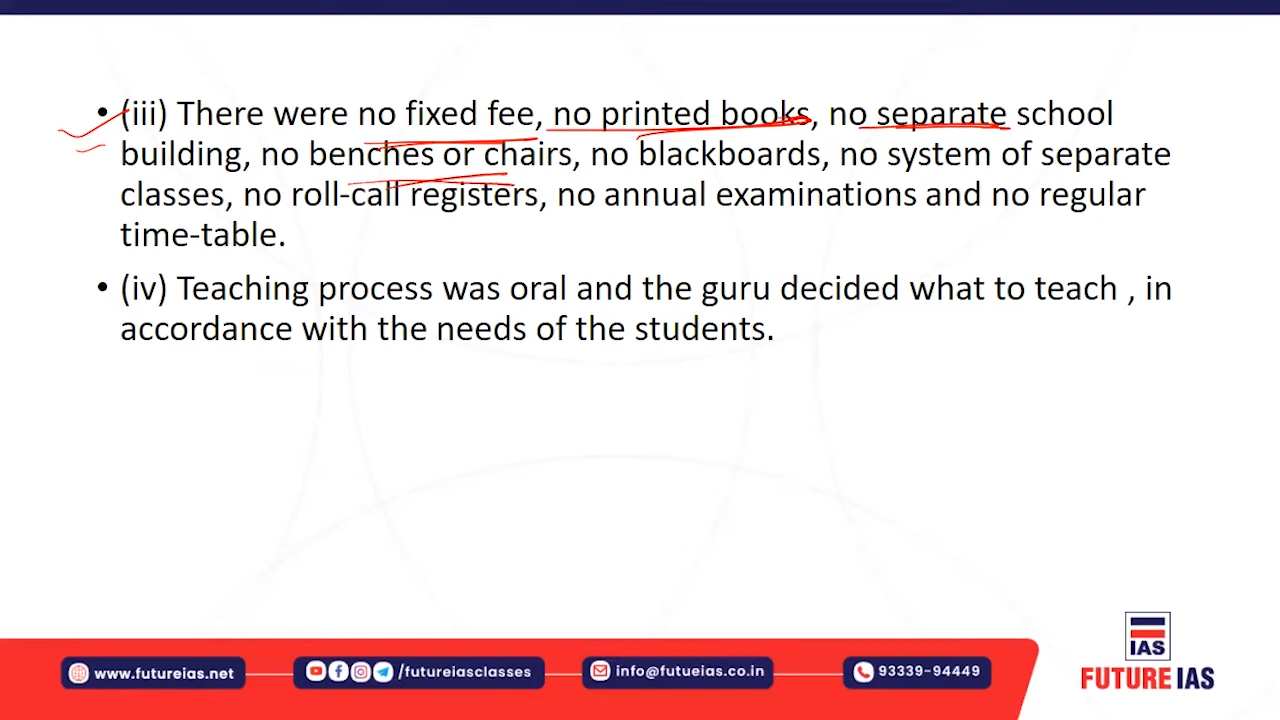 • (iii) There were no fixed fee, no printed books, no separate school
building, no benches or chairs, no blackboards, no system of separate
classes, no roll-call registers, no annual examinations and no regular
time-table.
• (iv) Teaching process was oral and the guru decided what to teach , in
accordance with the needs of the students.
IAS
FUTURE IAS
www.futureias.net
/futureiasclasses
info@futueias.co.in
93339-94449